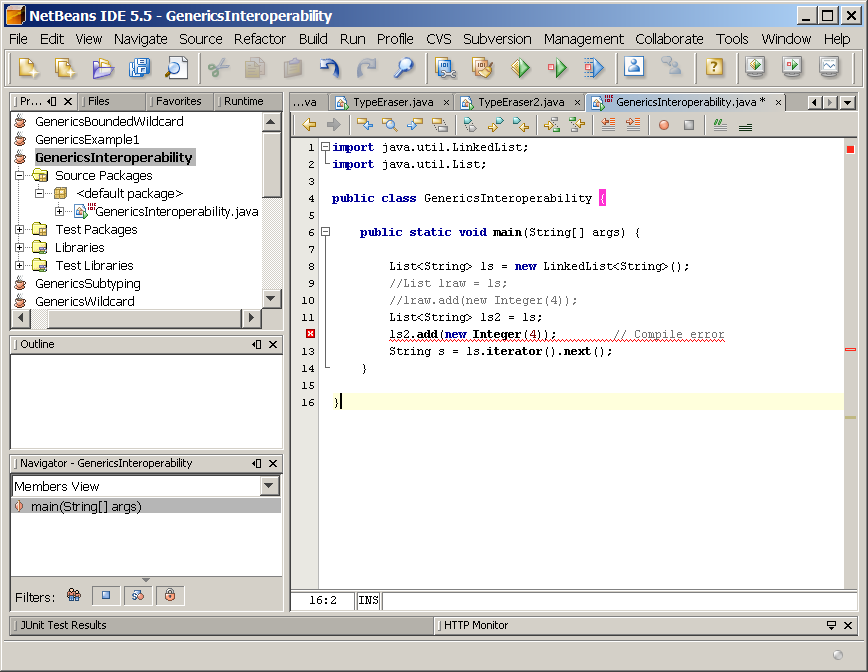 NetBeans IDE 5.5 - GenericsInteroperability
File Edit View Navigate Source Refactor Build Run Profile CVS Subversion Management Collaborate Tools Window Help
Pr... Files Favorites Runtime
GenericsBoundedWildcard
GenericsExample1
GenericsInteroperability
Source Packages
<default package>
GenericsInteroperability.java
Test Packages
Libraries
Test Libraries
GenericsSubtyping
GenericsWildcard
Outline
Navigator - GenericsInteroperability
Members View
main(String[] args)
Filters:
...va TypeEraser.java TypeEraser2.java GenericsInteroperability.java *
1 import java.util.LinkedList;
2 import java.util.List;
3
4 public class GenericsInteroperability {
5
6 public static void main(String[] args) {
7
8 List<String> ls = new LinkedList<String>();
9 //List lraw = ls;
10 //lraw.add(new Integer(4));
11 List<String> ls2 = ls;
ls2.add(new Integer(4)); // Compile error
13 String s = ls.iterator().next();
14 }
15
16 }
16:2 INS
JUnit Test Results HTTP Monitor